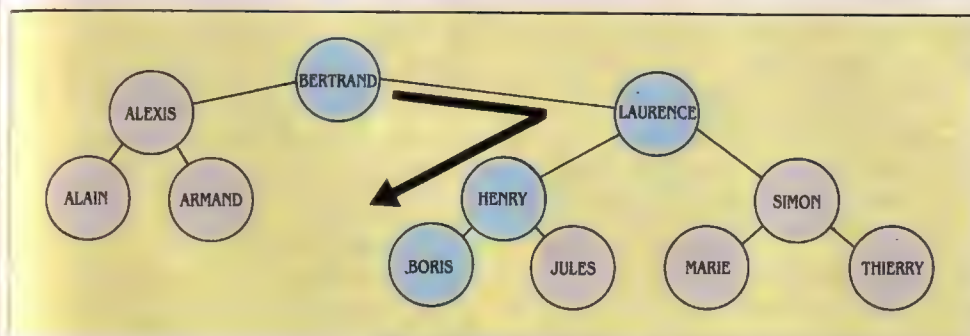 BERTRAND
ALEXIS
LAURENCE
ALAIN
ARMAND
HENRY
SIMON
BORIS
JULES
MARIE
THIERRY